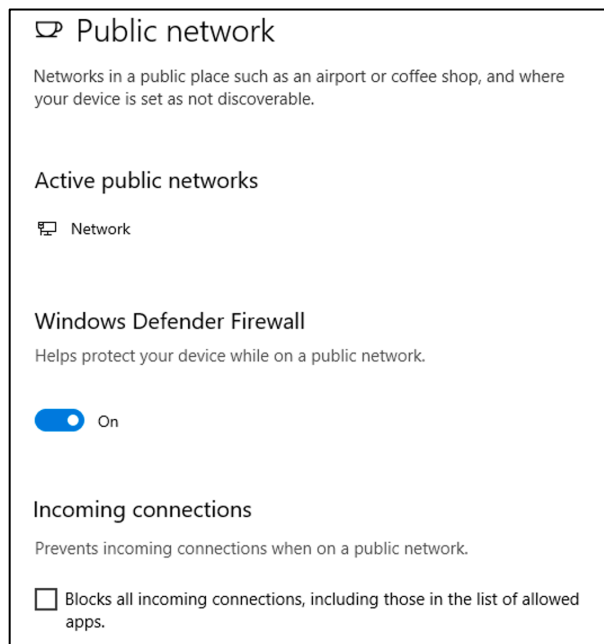 Public network
Networks in a public place such as an airport or coffee shop, and where
your device is set as not discoverable.
Active public networks
Network
Windows Defender Firewall
Helps protect your device while on a public network.
On
Incoming connections
Prevents incoming connections when on a public network.
Blocks all incoming connections, including those in the list of allowed
apps.